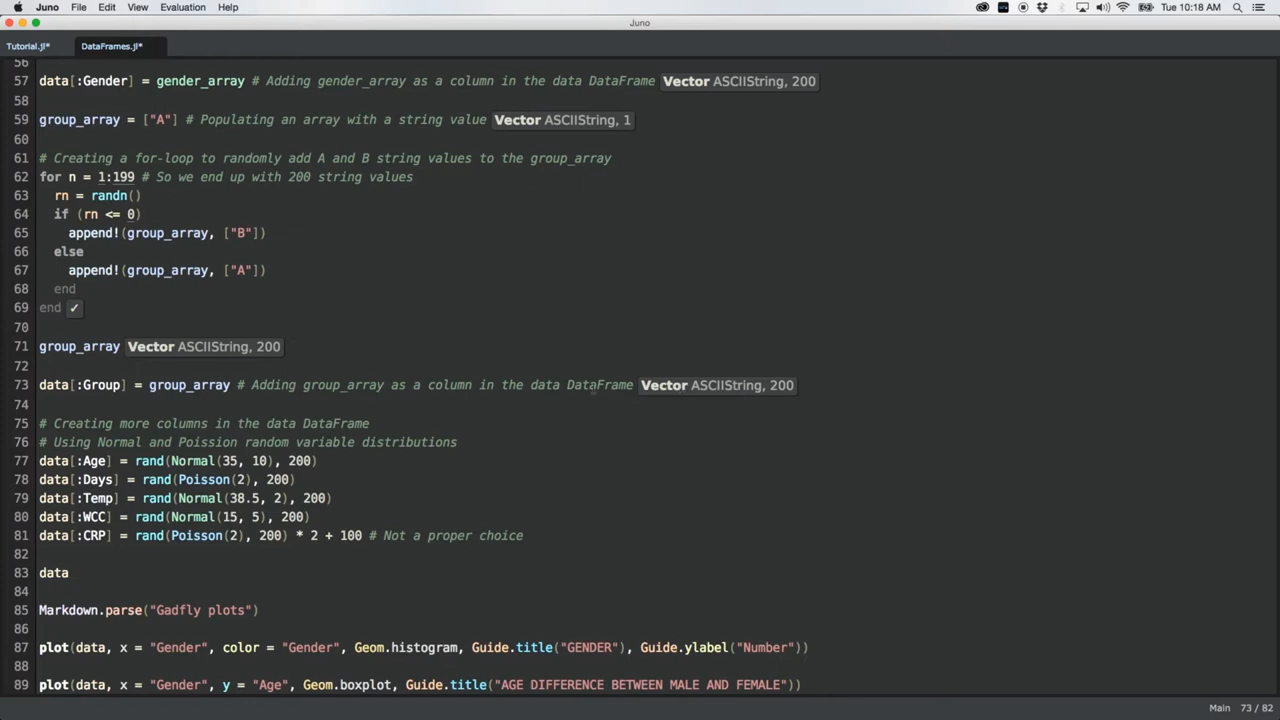 Juno File Edit View Evaluation Help Tue 10:18 AM
Juno
Tutorial.jl* DataFrames.jl*
56
57 data[:Gender] = gender_array # Adding gender_array as a column in the data DataFrame Vector ASCIIString, 200
58
59 group_array = ["A"] # Populating an array with a string value Vector ASCIIString, 1
60
61 # Creating a for-loop to randomly add A and B string values to the group_array
62 for n = 1:199 # So we end up with 200 string values
63 rn = randn()
64 if (rn <= 0)
65 append!(group_array, ["B"])
66 else
67 append!(group_array, ["A"])
68 end
69 end ✓
70
71 group_array Vector ASCIIString, 200
72
73 data[:Group] = group_array # Adding group_array as a column in the data DataFrame Vector ASCIIString, 200
74
75 # Creating more columns in the data DataFrame
76 # Using Normal and Poission random variable distributions
77 data[:Age] = rand(Normal(35, 10), 200)
78 data[:Days] = rand(Poisson(2), 200)
79 data[:Temp] = rand(Normal(38.5, 2), 200)
80 data[:WCC] = rand(Normal(15, 5), 200)
81 data[:CRP] = rand(Poisson(2), 200) * 2 + 100 # Not a proper choice
82
83 data
84
85 Markdown.parse("Gadfly plots")
86
87 plot(data, x = "Gender", color = "Gender", Geom.histogram, Guide.title("GENDER"), Guide.ylabel("Number"))
88
89 plot(data, x = "Gender", y = "Age", Geom.boxplot, Guide.title("AGE DIFFERENCE BETWEEN MALE AND FEMALE"))
Main 73 / 82